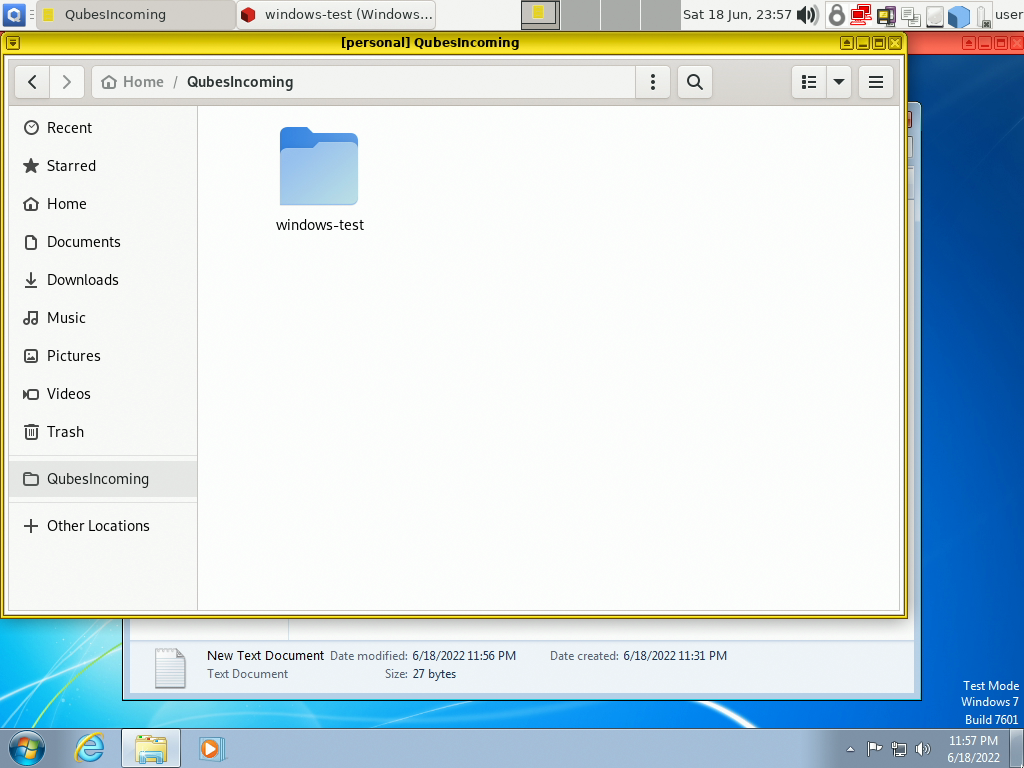 QubesIncoming
windows-test (Windows...
Sat 18 Jun, 23:57
user
[personal] QubesIncoming
Home / QubesIncoming
Recent
Starred
Home
Documents
Downloads
Music
Pictures
Videos
Trash
QubesIncoming
Other Locations
windows-test
New Text Document Date modified: 6/18/2022 11:56 PM Date created: 6/18/2022 11:31 PM
Text Document Size: 27 bytes
Test Mode
Windows 7
Build 7601
11:57 PM
6/18/2022